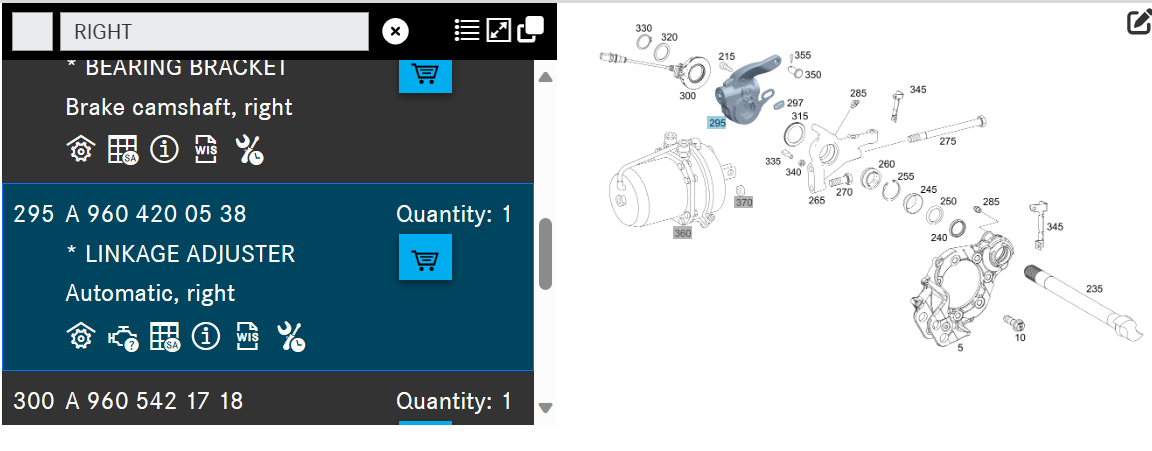 RIGHT
* BEARING BRACKET
Brake camshaft, right
SA
WIS
295 A 960 420 05 38 Quantity: 1
* LINKAGE ADJUSTER
Automatic, right
?
SA
WIS
300 A 960 542 17 18 Quantity: 1
330
320
215
355
350
300
295
297
315
285
345
275
335
340
265
270
260
255
245
250
240
285
345
370
360
235
5
10